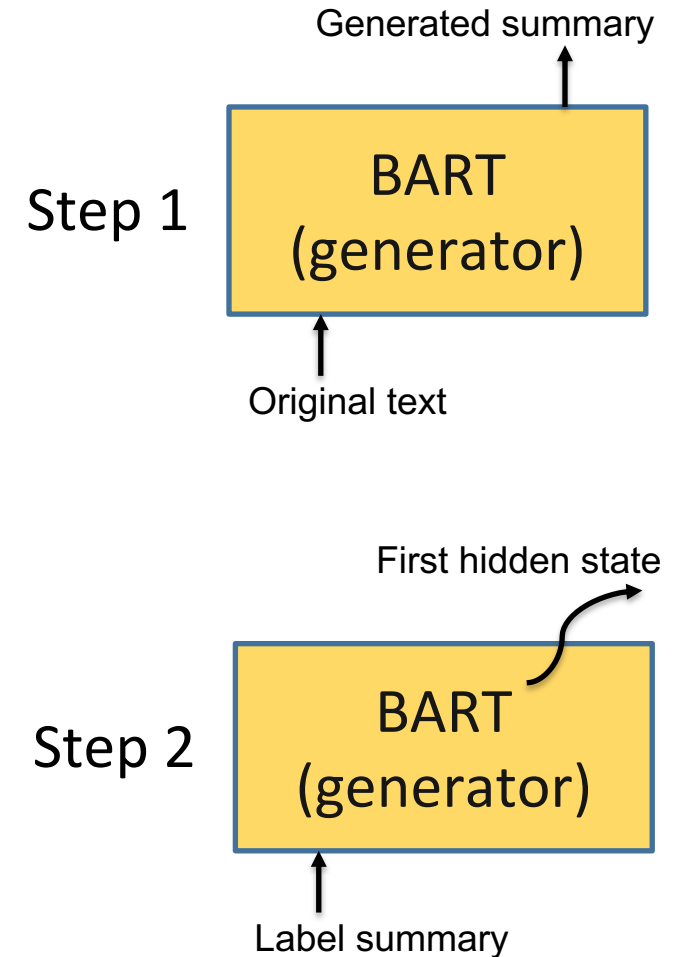 Generated summary
Step 1
BART
(generator)
Original text
First hidden state
Step 2
BART
(generator)
Label summary